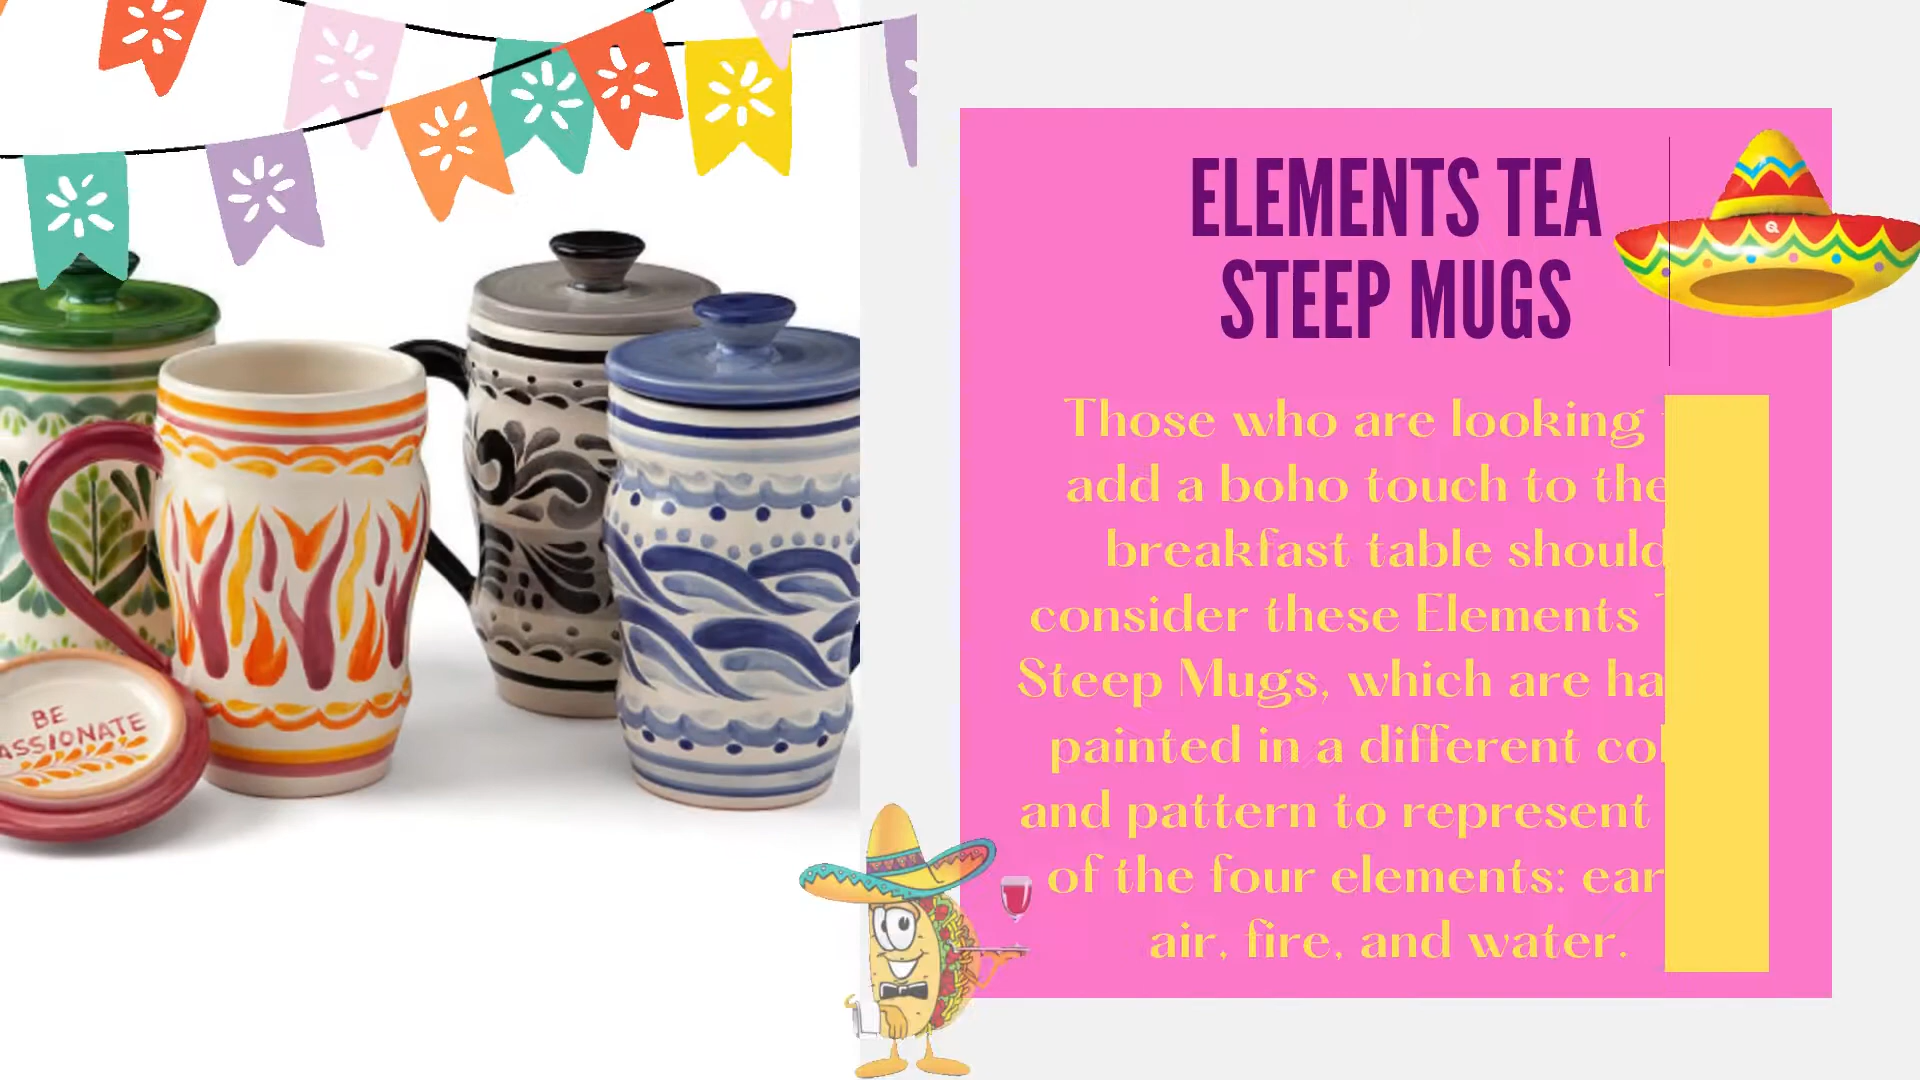 ELEMENTS TEA
STEEP MUGS
Those who are looking
add a boho touch to the
breakfast table should
consider these Elements
Steep Mugs, which are ha
painted in a different col
and pattern to represent
of the four elements: ear
air, fire, and water.
BE
ASSIONATE
Q